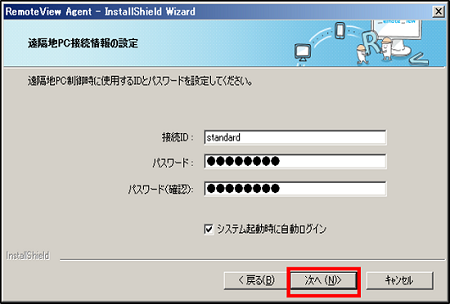 RemoteView Agent - InstallShield Wizard
遠隔地PC接続情報の設定
遠隔地PC制御時に使用するIDとパスワードを設定してください。
接続ID:
standard
パスワード:
●●●●●●●●
パスワード(確認):
●●●●●●●●
システム起動時に自動ログイン
InstallShield
< 戻る(B)
次へ (N)>
キャンセル